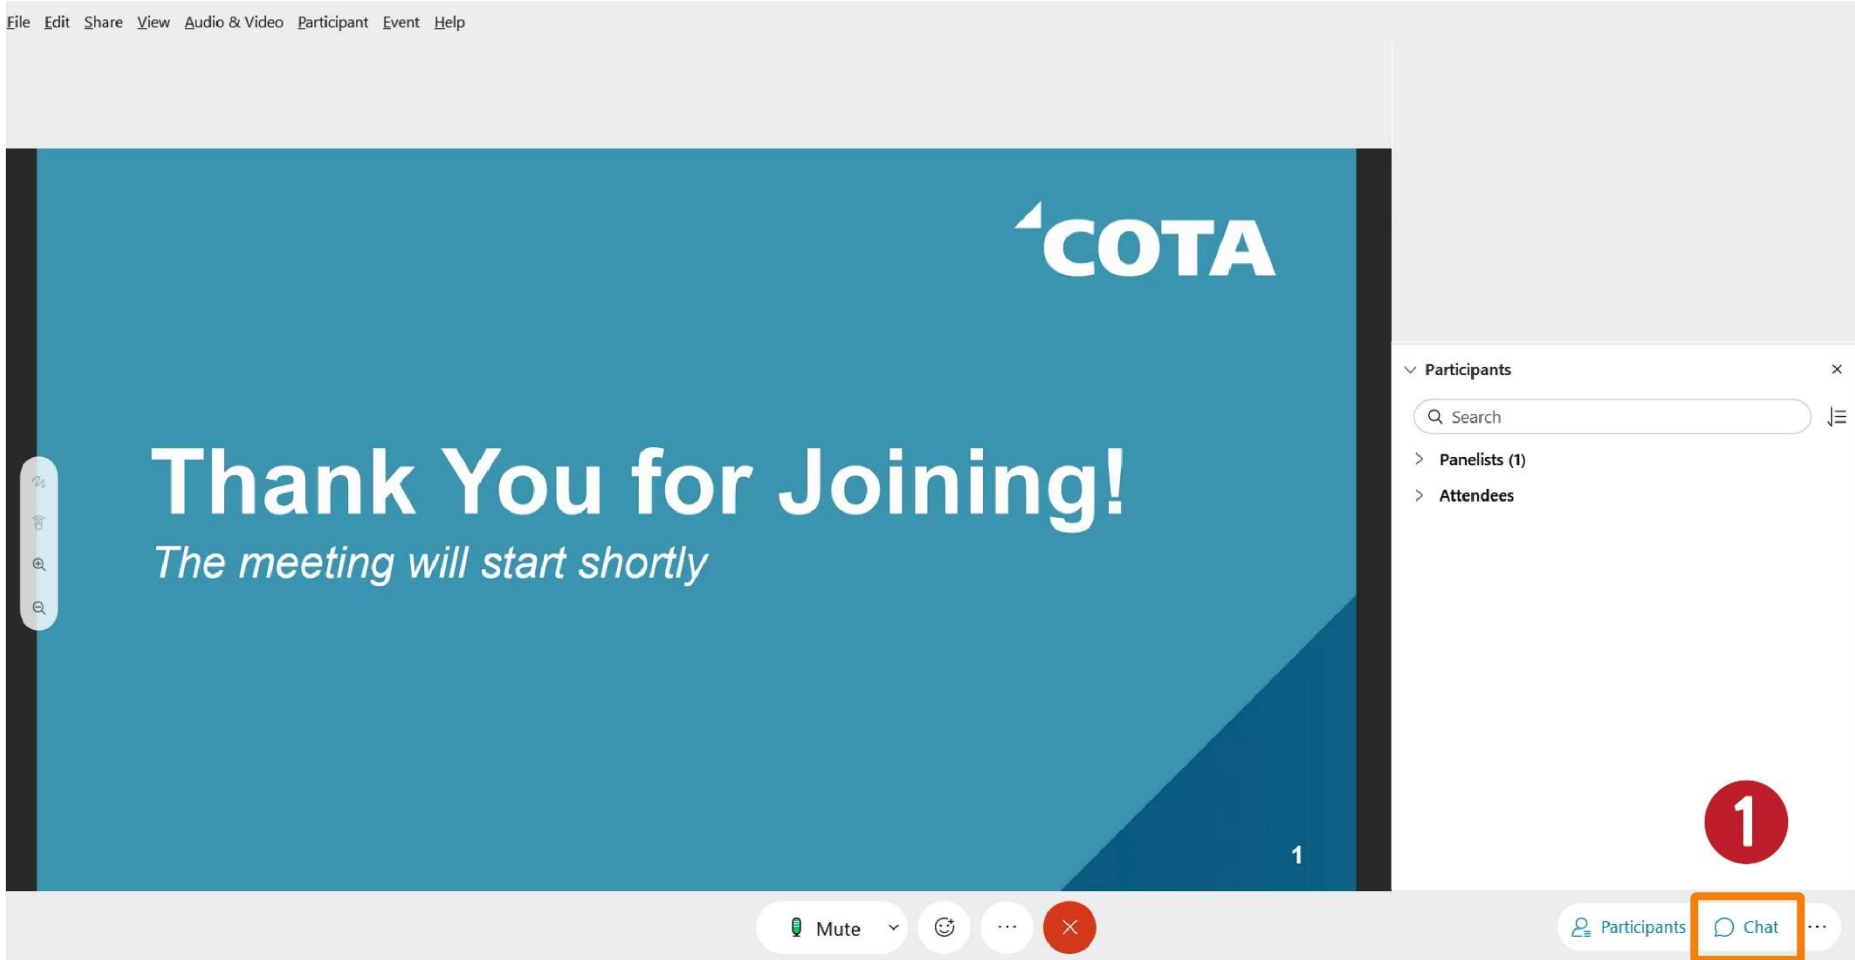 File Edit Share View Audio & Video Participant Event Help
COTA
Thank You for Joining!
The meeting will start shortly
1
Participants
Search
Panelists (1)
Attendees
1
Mute
Participants
Chat